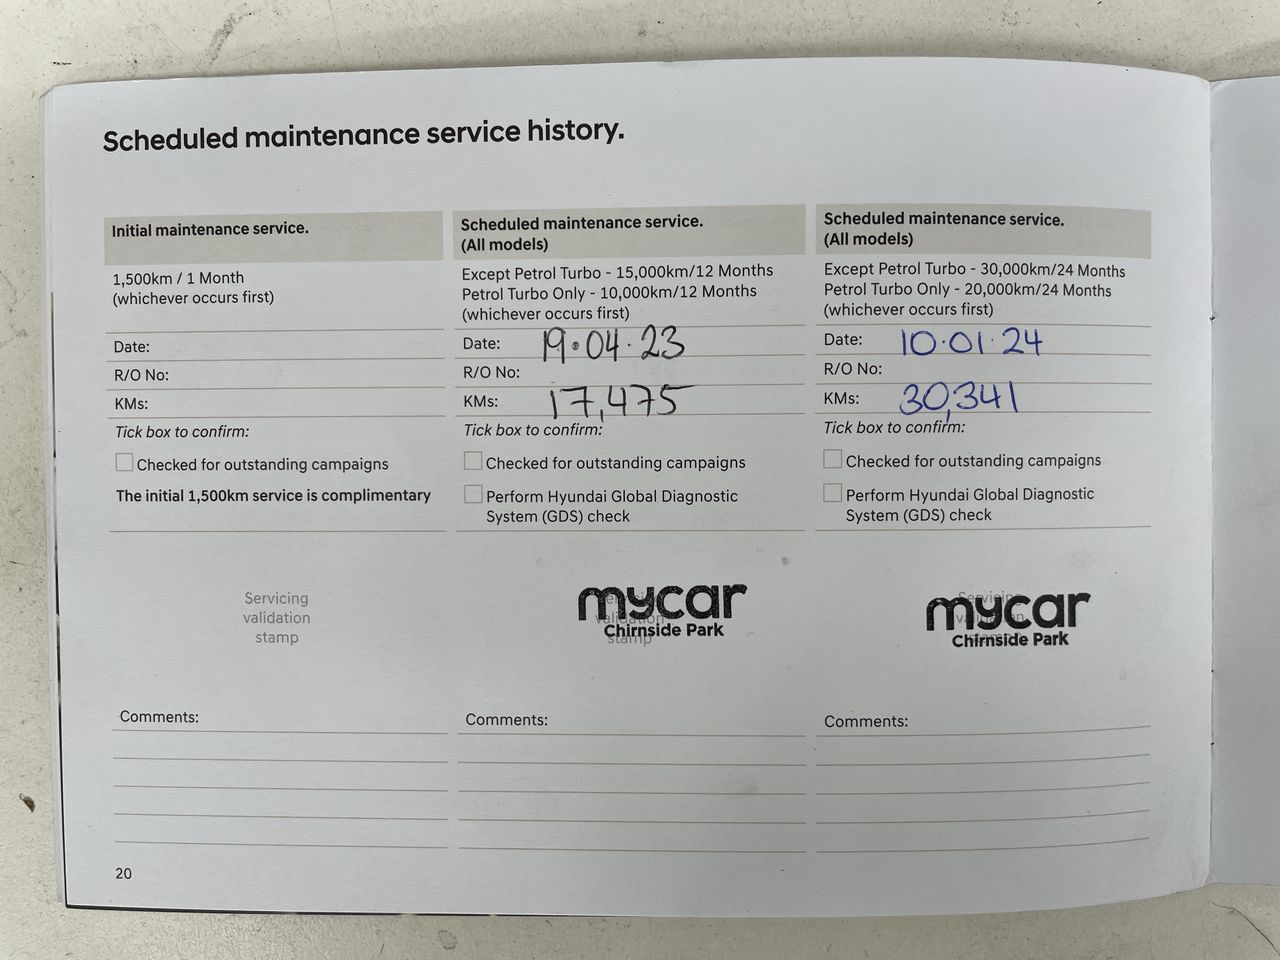 Scheduled maintenance service history.
Initial maintenance service.
1,500km / 1 Month
(whichever occurs first)
Date:
R/O No:
KMs:
Tick box to confirm:
Checked for outstanding campaigns
The initial 1,500km service is complimentary
Servicing
validation
stamp
Comments:
Scheduled maintenance service.
(All models)
Except Petrol Turbo - 15,000km/12 Months
Petrol Turbo Only - 10,000km/12 Months
(whichever occurs first)
Date: 19·04·23
R/O No:
KMs: 17,475
Tick box to confirm:
Checked for outstanding campaigns
Perform Hyundai Global Diagnostic
System (GDS) check
Servicing
validation
stamp
mycar
Chirnside Park
Comments:
Scheduled maintenance service.
(All models)
Except Petrol Turbo - 30,000km/24 Months
Petrol Turbo Only - 20,000km/24 Months
(whichever occurs first)
Date: 10·01·24
R/O No:
KMs: 30,341
Tick box to confirm:
Checked for outstanding campaigns
Perform Hyundai Global Diagnostic
System (GDS) check
Servicing
validation
stamp
mycar
Chirnside Park
Comments:
20